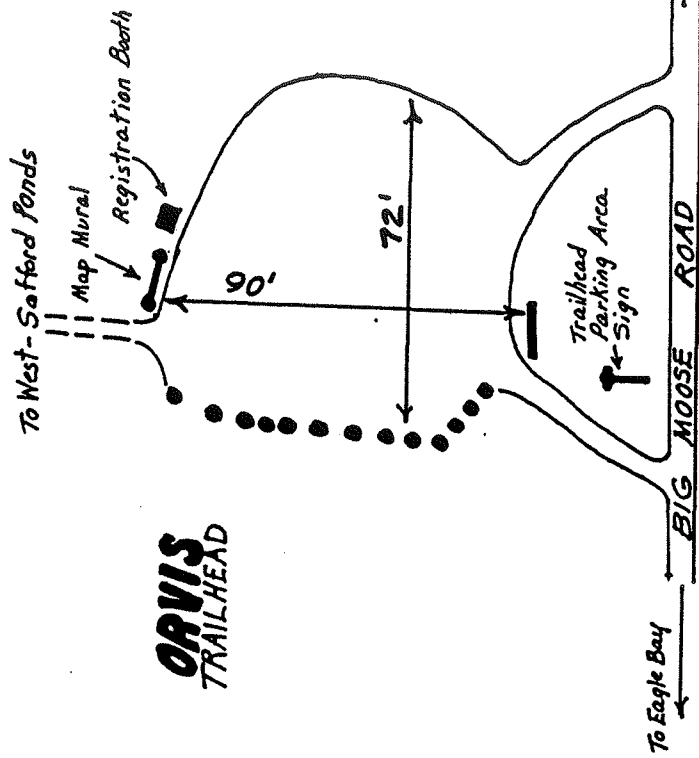 To West-Safford Ponds
Map Mural
Registration Booth
90'
72'
ORVIS
TRAILHEAD
Trailhead
Parking Area
Sign
BIG MOOSE ROAD
To Eagle Bay